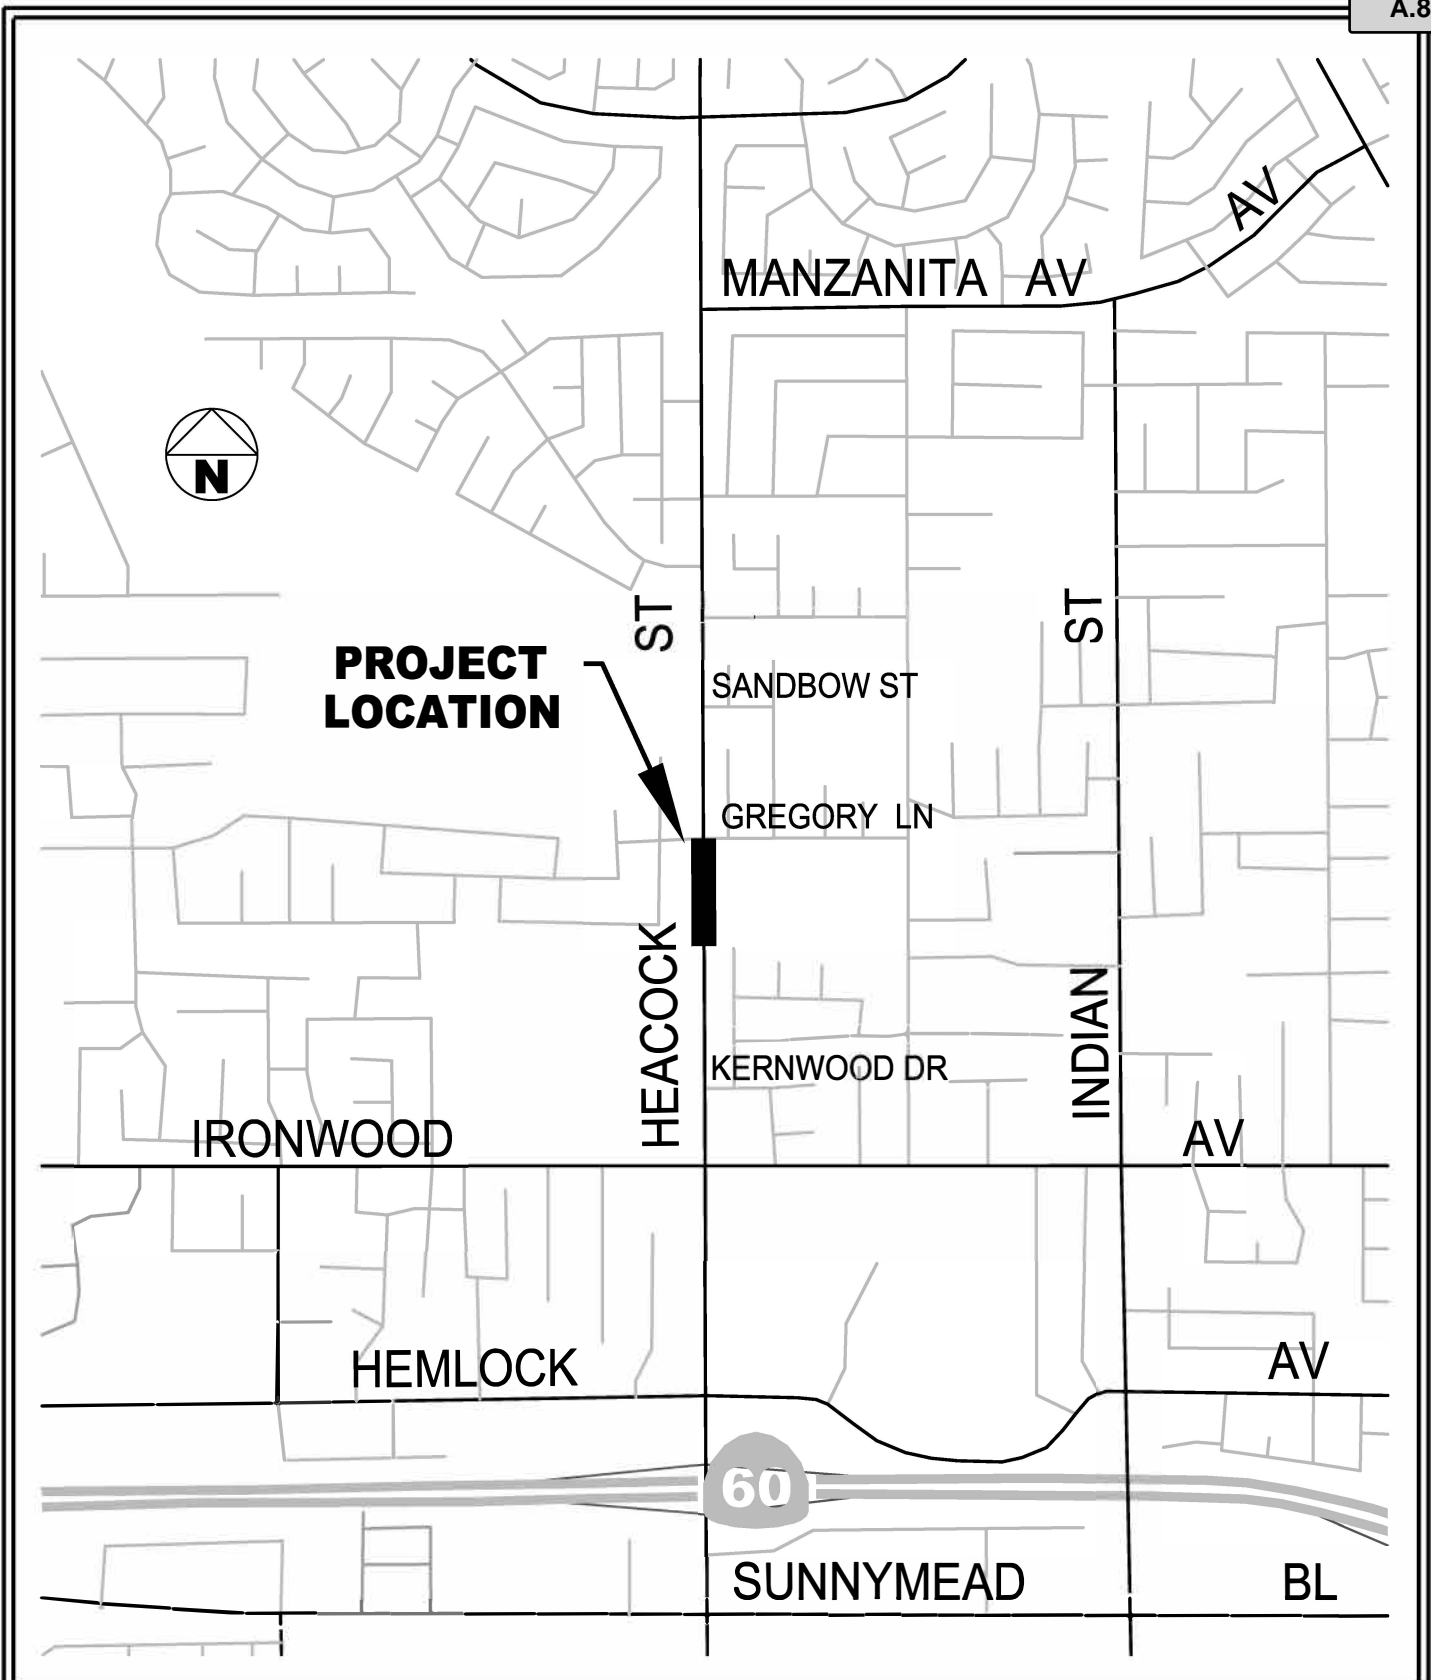 A.8
AV
MANZANITA AV
N
ST
ST
PROJECT
LOCATION
SANDBOW ST
GREGORY LN
HEACOCK
INDIAN
KERNWOOD DR
IRONWOOD
AV
HEMLOCK
AV
60
SUNNYMEAD
BL